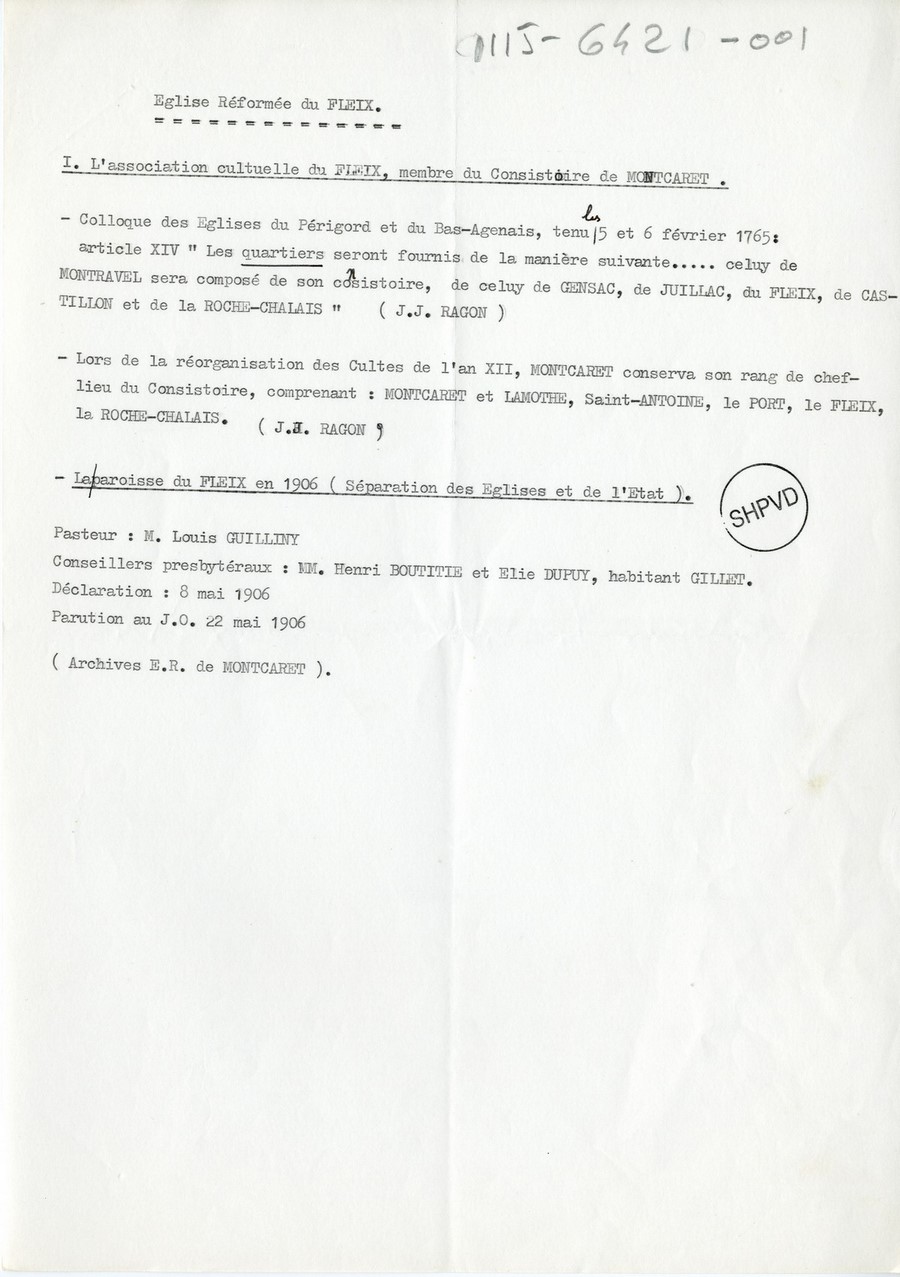 0115-6421-001
Eglise Réformée du FLEIX.
I. L'association cultuelle du FLEIX, membre du Consistoire de MONTCARET .
- Colloque des Eglises du Périgord et du Bas-Agenais, tenu les 5 et 6 février 1765:
article XIV " Les quartiers seront fournis de la manière suivante..... celuy de
MONTRAVEL sera composé de son consistoire, de celuy de GENSAC, de JUILLAC, du FLEIX, de CAS-
TILLON et de la ROCHE-CHALAIS " ( J.J. RAGON )
- Lors de la réorganisation des Cultes de l'an XII, MONTCARET conserva son rang de chef-
lieu du Consistoire, comprenant : MONTCARET et LAMOTHE, Saint-ANTOINE, le PORT, le FLEIX,
la ROCHE-CHALAIS. ( J.J. RAGON )
- La paroisse du FLEIX en 1906 ( Séparation des Eglises et de l'Etat ).
SHPVD
Pasteur : M. Louis GUILLINY
Conseillers presbytéraux : MM. Henri BOUTITIE et Elie DUPUY, habitant GILLET.
Déclaration : 8 mai 1906
Parution au J.O. 22 mai 1906
( Archives E.R. de MONTCARET ).